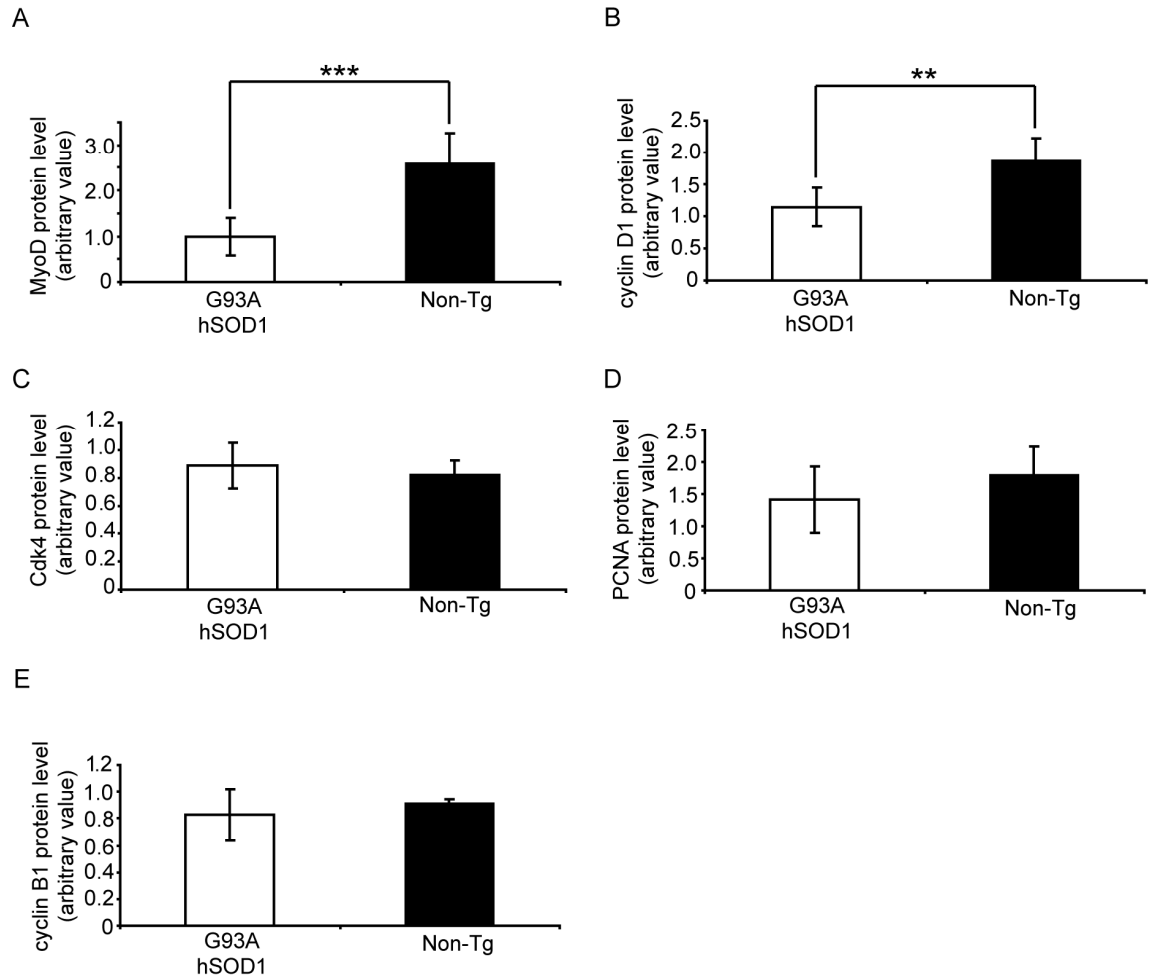 A
***
MyoD protein level
(arbitrary value)
3.0
2.0
1.0
0
G93A
hSOD1
Non-Tg
B
**
cyclin D1 protein level
(arbitrary value)
2.5
2.0
1.5
1.0
0.5
0
G93A
hSOD1
Non-Tg
C
Cdk4 protein level
(arbitrary value)
1.2
1.0
0.8
0.6
0.4
0.2
0
G93A
hSOD1
Non-Tg
D
PCNA protein level
(arbitrary value)
2.5
2.0
1.5
1.0
0.5
0
G93A
hSOD1
Non-Tg
E
cyclin B1 protein level
(arbitrary value)
1.2
1.0
0.8
0.6
0.4
0.2
0
G93A
hSOD1
Non-Tg